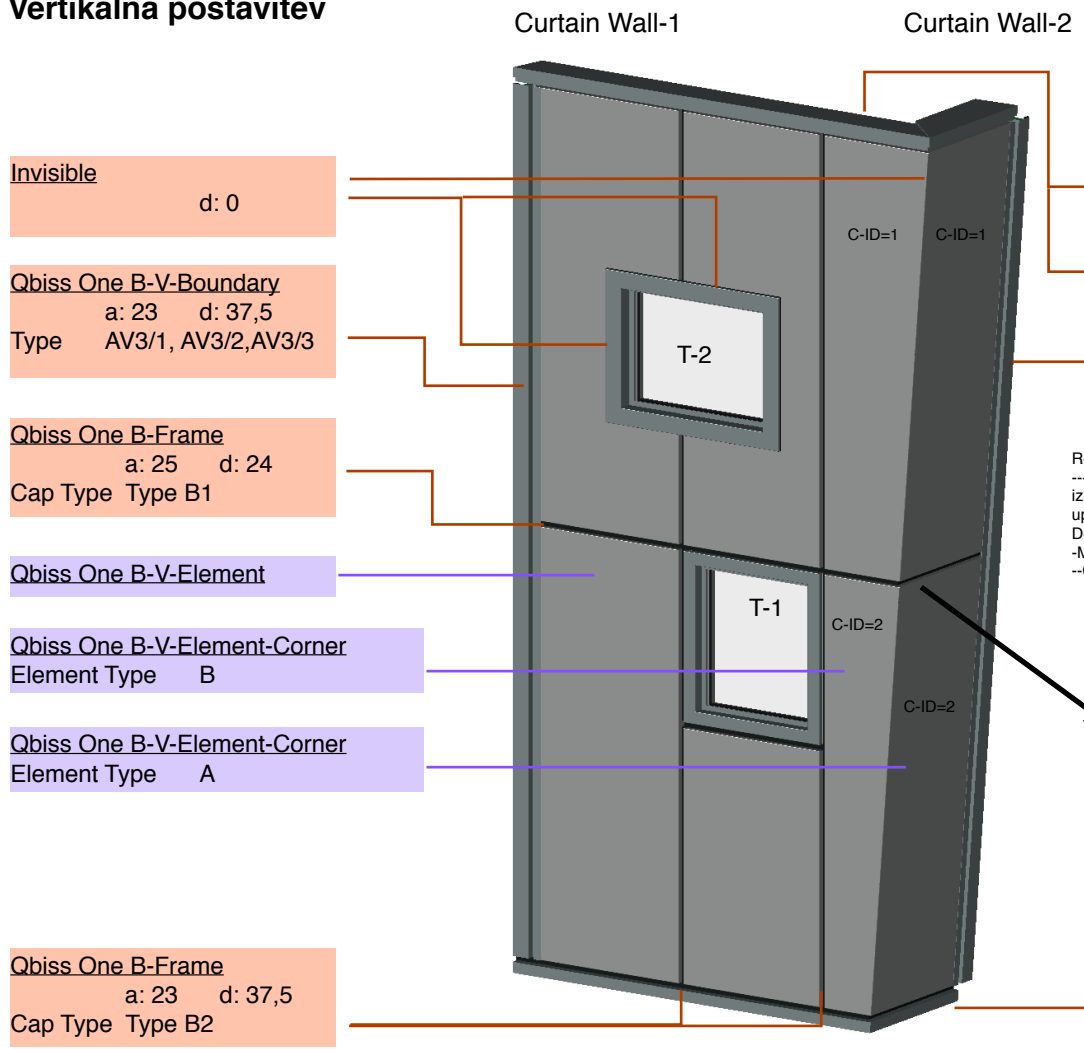 Vertikalna postavitev
Curtain Wall-1
Curtain Wall-2
Invisible
d: 0
Qbiss One B-V-Boundary
a: 23 d: 37,5
Type AV3/1, AV3/2,AV3/3
Qbiss One B-Frame
a: 25 d: 24
Cap Type Type B1
Qbiss One B-V-Element
Qbiss One B-V-Element-Corner
Element Type B
Qbiss One B-V-Element-Corner
Element Type A
Qbiss One B-Frame
a: 23 d: 37,5
Cap Type Type B2
C-ID=1
C-ID=1
T-2
T-1
C-ID=2
C-ID=2
R
iz
up
D